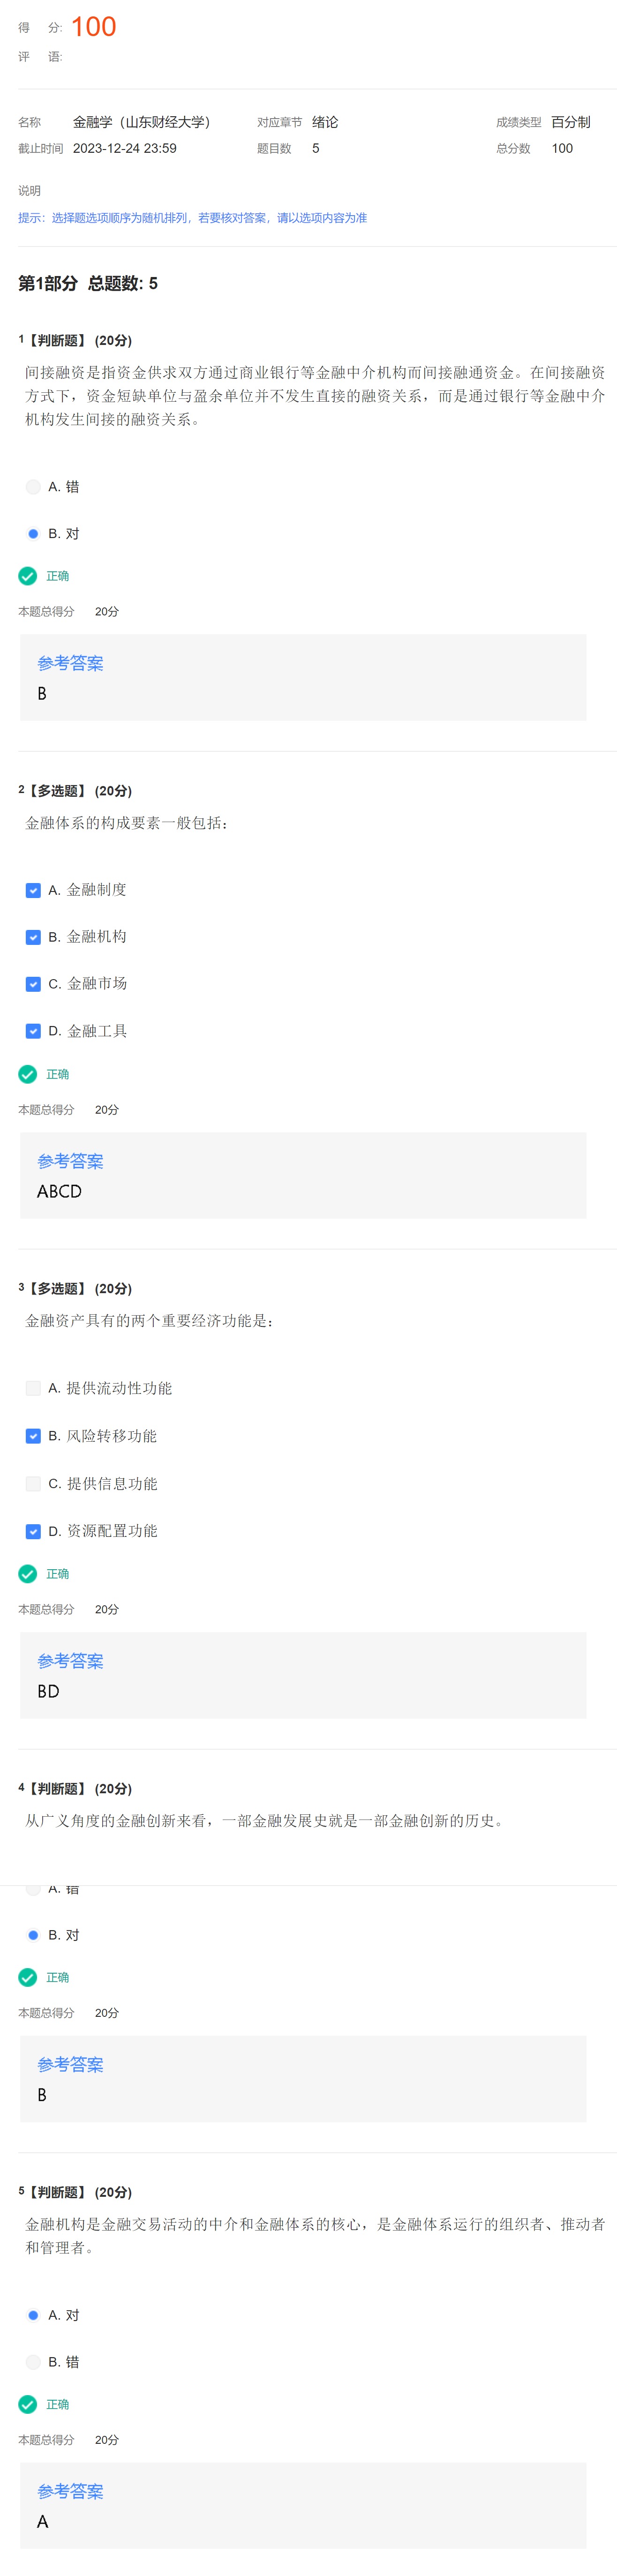 得 分: 100
评 语:
名称 金融学（山东财经大学） 对应章节 绪论 成绩类型 百分制
截止时间 2023-12-24 23:59 题目数 5 总分数 100
说明
提示：选择题选项顺序为随机排列，若要核对答案，请以选项内容为准
第1部分 总题数: 5
1【判断题】 (20分)
间接融资是指资金供求双方通过商业银行等金融中介机构而间接融通资金。在间接融资
方式下，资金短缺单位与盈余单位并不发生直接的融资关系，而是通过银行等金融中介
机构发生间接的融资关系。
A. 错
B. 对
正确
本题总得分 20分
参考答案
B
2【多选题】 (20分)
金融体系的构成要素一般包括：
A. 金融制度
B. 金融机构
C. 金融市场
D. 金融工具
正确
本题总得分 20分
参考答案
ABCD
3【多选题】 (20分)
金融资产具有的两个重要经济功能是：
A. 提供流动性功能
B. 风险转移功能
C. 提供信息功能
D. 资源配置功能
正确
本题总得分 20分
参考答案
BD
4【判断题】 (20分)
从广义角度的金融创新来看，一部金融发展史就是一部金融创新的历史。
A. 错
B. 对
正确
本题总得分 20分
参考答案
B
5【判断题】 (20分)
金融机构是金融交易活动的中介和金融体系的核心，是金融体系运行的组织者、推动者
和管理者。
A. 对
B. 错
正确
本题总得分 20分
参考答案
A